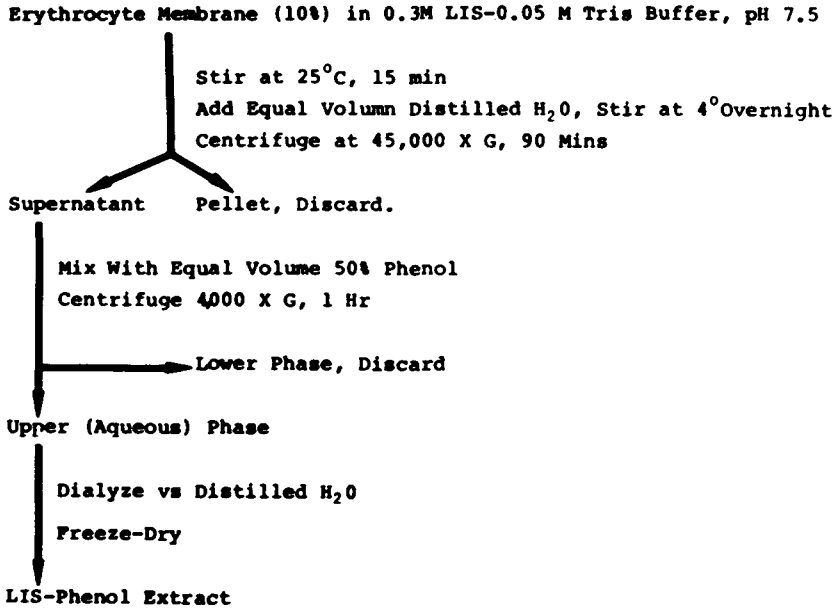 Erythrocyte Membrane (10%) in 0.3M LIS-0.05 M Tris Buffer, pH 7.5
Stir at 25°C, 15 min
Add Equal Volumn Distilled H₂O, Stir at 4°Overnight
Centrifuge at 45,000 X G, 90 Mins
Supernatant Pellet, Discard.
Mix With Equal Volume 50% Phenol
Centrifuge 4,000 X G, 1 Hr
Lower Phase, Discard
Upper (Aqueous) Phase
Dialyze vs Distilled H₂O
Freeze-Dry
LIS-Phenol Extract